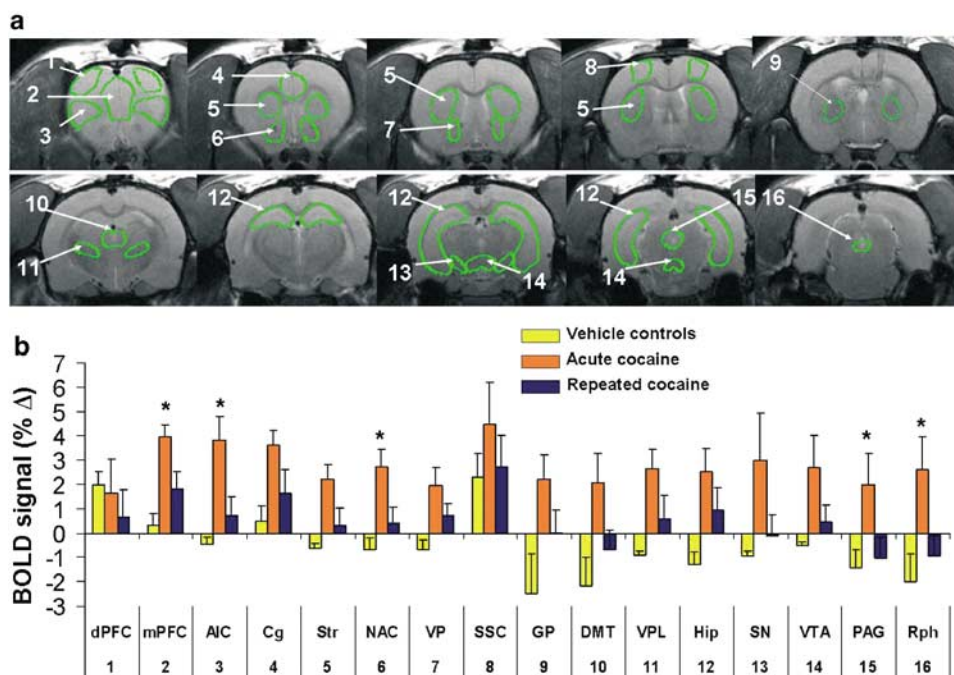 a
1 2 3 4 5 6 5 7 8 5 9
10 11 12 12 13 14 12 15 14 16
b
Vehicle controls
Acute cocaine
Repeated cocaine
BOLD signal (% Δ)
7
6
5
4
3
2
1
0
-1
-2
-3
* * * * *
dPFC mPFC AIC Cg Str NAC VP SSC GP DMT VPL Hip SN VTA PAG Rph
1 2 3 4 5 6 7 8 9 10 11 12 13 14 15 16